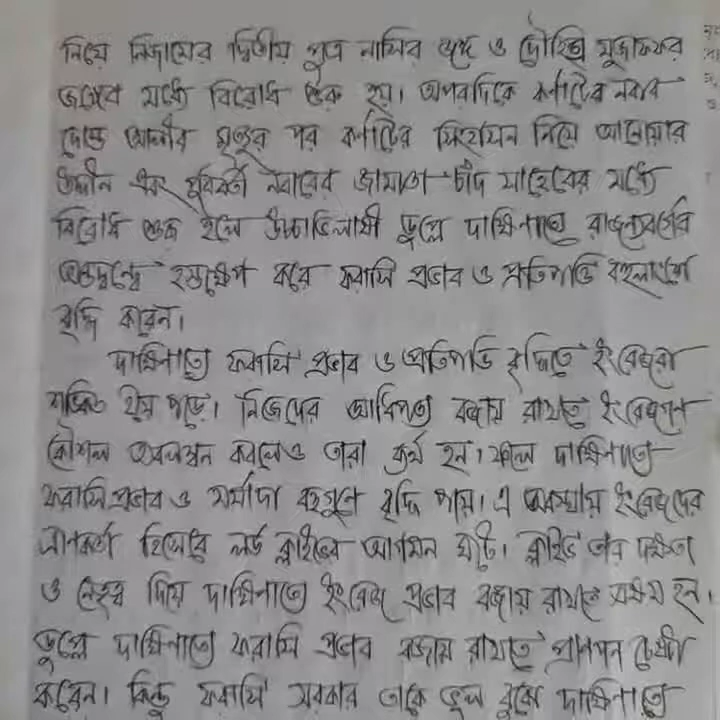 নিয়ে নিজামের দ্বিতীয় পুত্র নাসির জঙ্গ ও দৌহিত্র মুজাফফর
জঙ্গের মধ্যে বিরোধ শুরু হয়। অপরদিকে কর্ণাটের নবাব
দোস্ত আলীর মৃত্যুর পর কর্ণাটের সিংহাসন নিয়ে আনোয়ার
উদ্দীন এবং পূর্ববর্তী নবাবের জামাতা চাঁদ সাহেবের মধ্যে
বিরোধ শুরু হলে উচ্চাভিলাষী ডুপ্লে দাক্ষিণাত্যে রাজন্যবর্গের
অন্তর্দ্বন্দ্বে হস্তক্ষেপ করে ফরাসি প্রভাব ও প্রতিপত্তি বহুলাংশে
বৃদ্ধি করেন।
দাক্ষিণাত্যে ফরাসি প্রভাব ও প্রতিপত্তি বৃদ্ধিতে ইংরেজরা
শঙ্কিত হয়ে পড়ে। নিজেদের আধিপত্য বজায় রাখতে ইংরেজগণ
কৌশল অবলম্বন করলেও তারা ব্যর্থ হন। ফলে দাক্ষিণাত্যে
ফরাসি প্রভাব ও মর্যাদা বহুগুণে বৃদ্ধি পায়। এ অবস্থায় ইংরেজদের
ত্রাণকর্তা হিসেবে লর্ড ক্লাইভের আগমন ঘটে। ক্লাইভ তার দক্ষতা
ও নেতৃত্ব দিয়ে দাক্ষিণাত্যে ইংরেজ প্রভাব বজায় রাখতে সক্ষম হন।
ডুপ্লে দাক্ষিণাত্যে ফরাসি প্রভাব বজায় রাখতে প্রাণপন চেষ্টা
করেন। কিন্তু ফরাসি সরকার তাকে ভুল বুঝে দাক্ষিণাত্যে